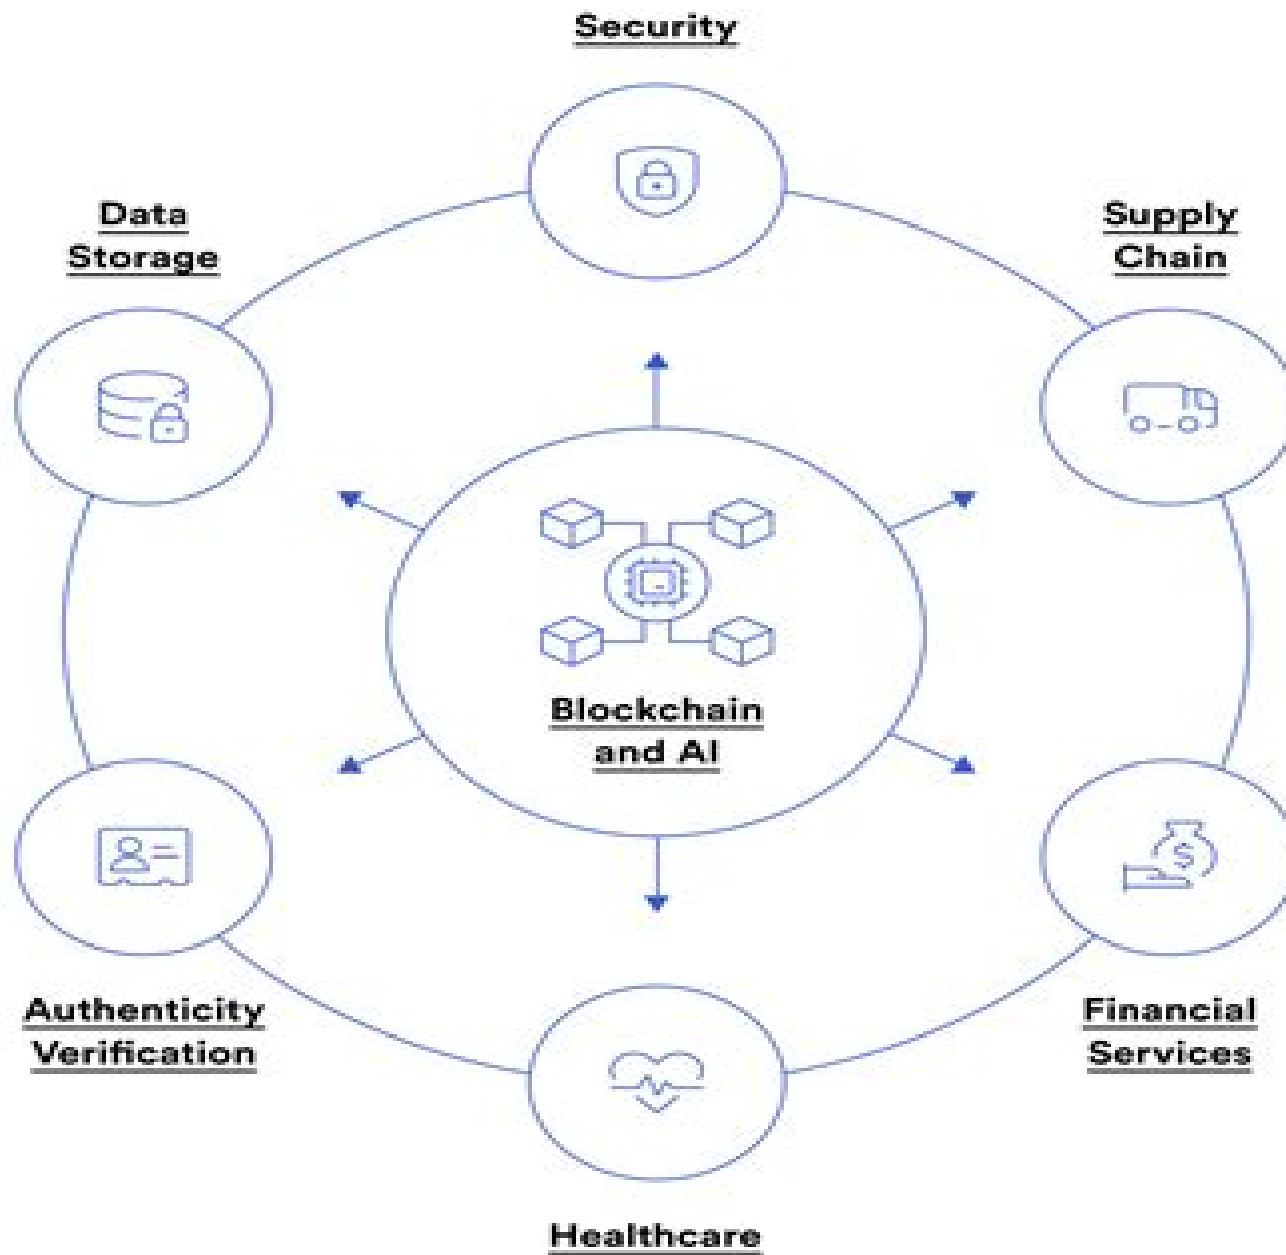 Security
Data
Storage
Supply
Chain
Blockchain
and AI
Authenticity
Verification
Financial
Services
Healthcare
$